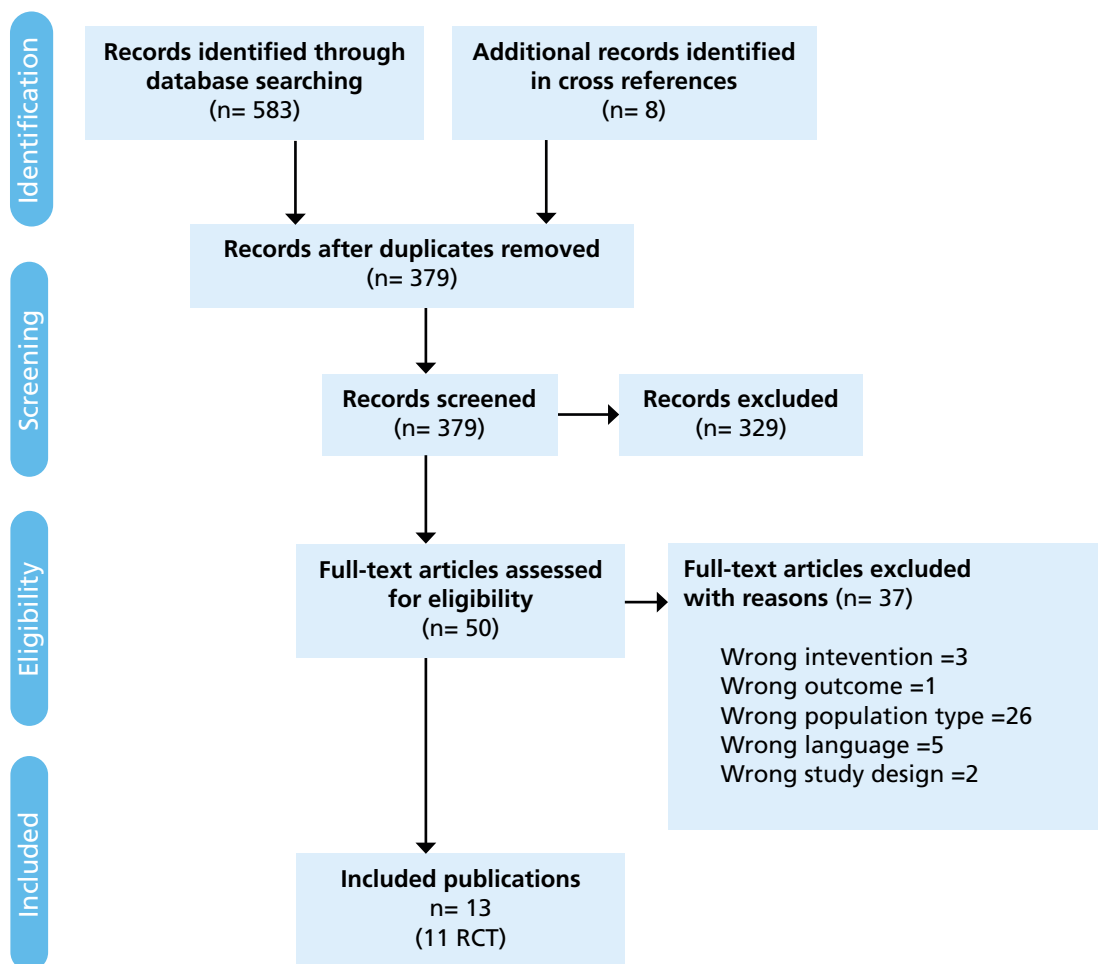 Identification
Records identified through
database searching
(n= 583)
Additional records identified
in cross references
(n= 8)
Records after duplicates removed
(n= 379)
Screening
Records screened
(n= 379)
Records excluded
(n= 329)
Eligibility
Full-text articles assessed
for eligibility
(n= 50)
Full-text articles excluded
with reasons (n= 37)
Wrong intevention =3
Wrong outcome =1
Wrong population type =26
Wrong language =5
Wrong study design =2
Included
Included publications
n= 13
(11 RCT)